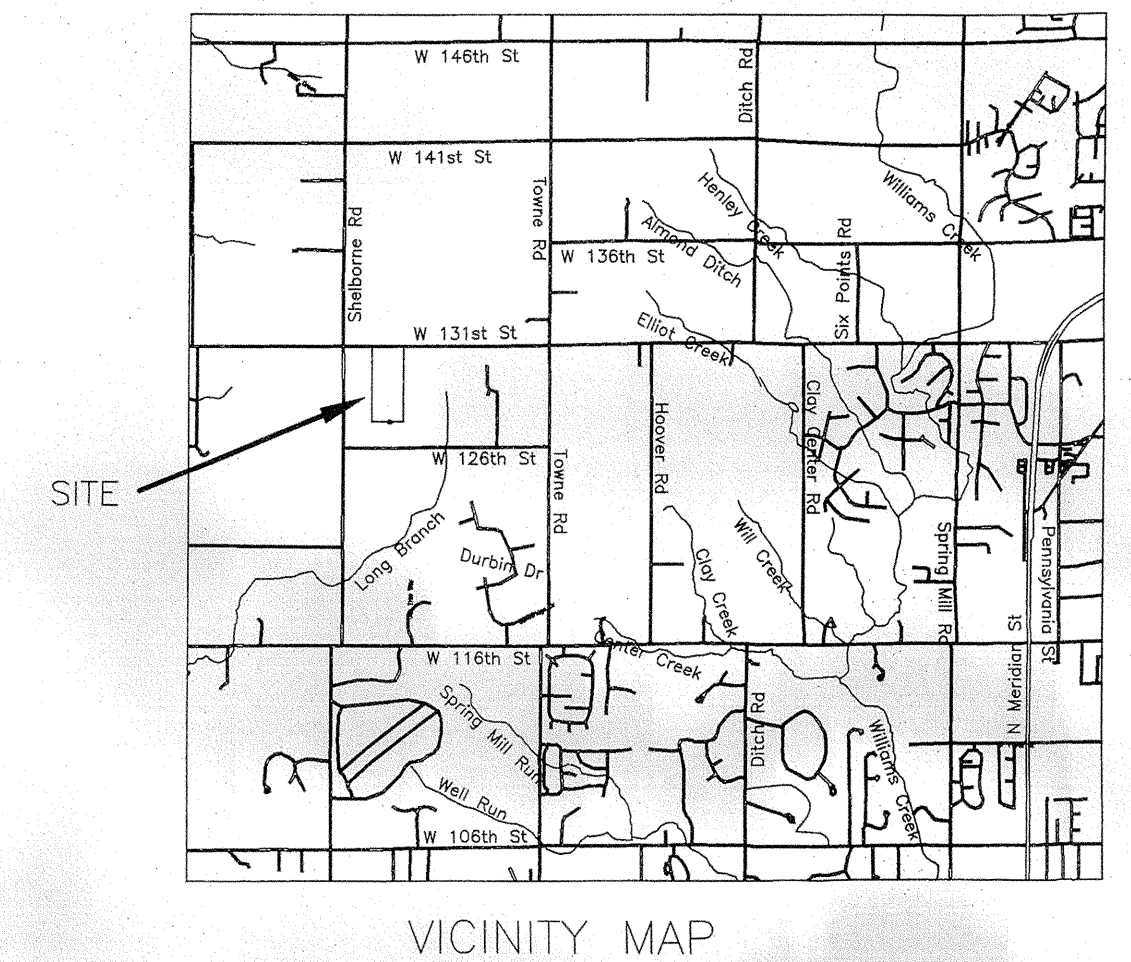 W 146th St
Ditch Rd
W 141st St
Shelborne Rd
Towne Rd
Henley Creek
Williams Creek
Almond Ditch
W 136th St
Six Points Rd
W 131st St
Elliot Creek
Hoover Rd
Clay Center Rd
W 126th St
SITE
Towne Rd
Long Branch
Durbin Dr
Will Creek
Clay Creek
Spring Mill Rd
Pennsylvania St
N Meridian St
W 116th St
Center Creek
Spring Mill Run
Ditch Rd
Williams Creek
Well Run
W 106th St
VICINITY MAP